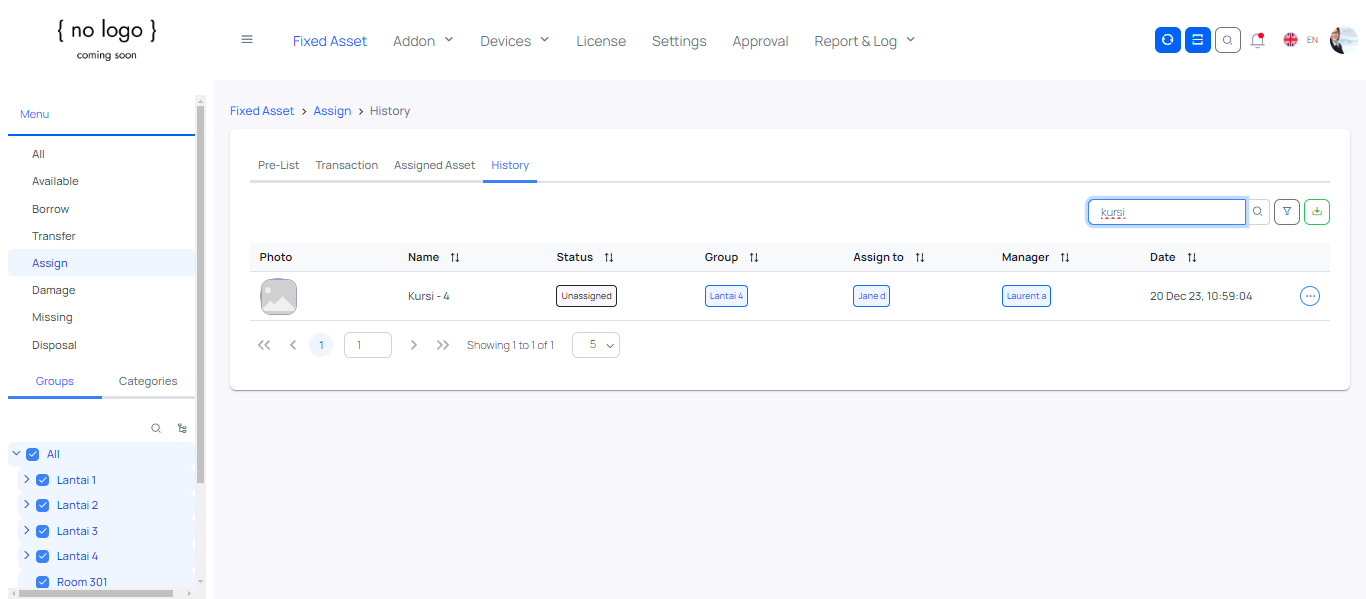 { no logo }
coming soon
Fixed Asset Addon Devices License Settings Approval Report & Log EN
Menu
All
Available
Borrow
Transfer
Assign
Damage
Missing
Disposal
Groups Categories
All
Lantai 1
Lantai 2
Lantai 3
Lantai 4
Room 301
Fixed Asset > Assign > History
Pre-List Transaction Assigned Asset History
kursi
Photo Name Status Group Assign to Manager Date
Kursi - 4 Unassigned Lantai 4 Jane d Laurent a 20 Dec 23, 10:59:04
1 1 Showing 1 to 1 of 1 5